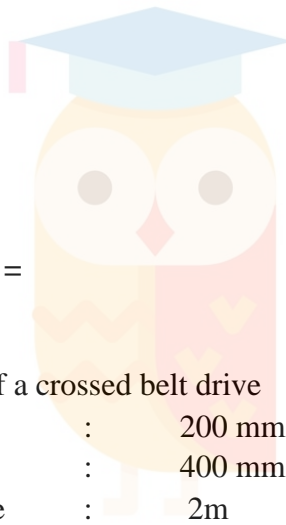 =
f a crossed belt drive
: 200 mm
: 400 mm
e : 2m